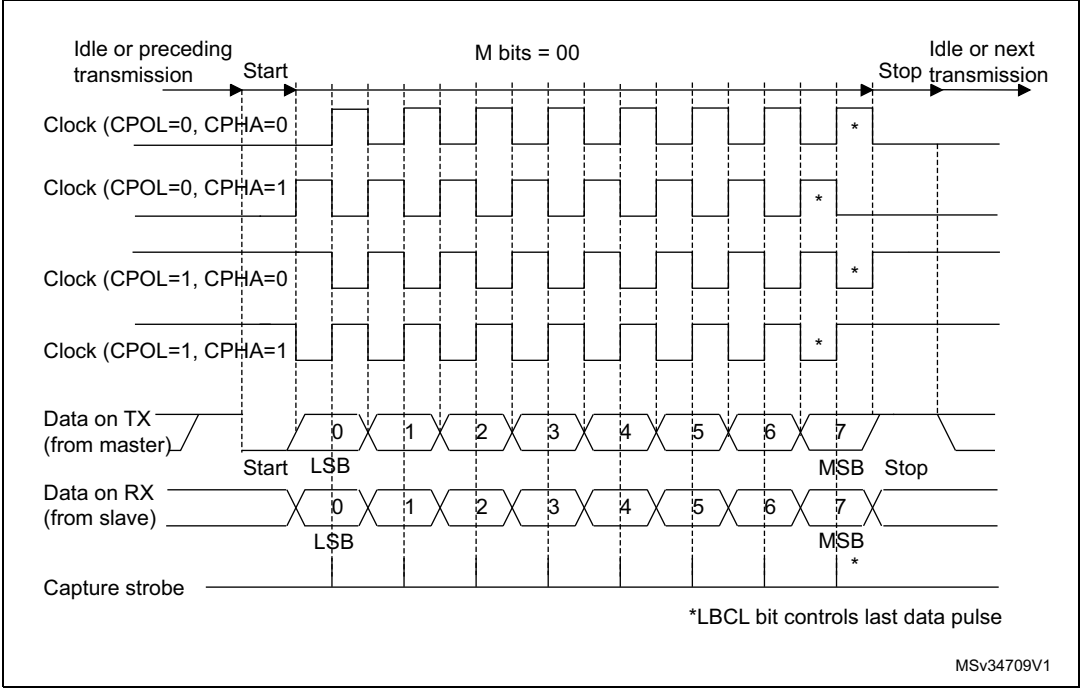 Idle or preceding
transmission
Start
M bits = 00
Stop
Idle or next
transmission
Clock (CPOL=0, CPHA=0
*
Clock (CPOL=0, CPHA=1
*
Clock (CPOL=1, CPHA=0
*
Clock (CPOL=1, CPHA=1
*
Data on TX
(from master)
0 1 2 3 4 5 6 7
Start LSB MSB Stop
Data on RX
(from slave)
0 1 2 3 4 5 6 7
LSB MSB
*
Capture strobe
*LBCL bit controls last data pulse
MSv34709V1